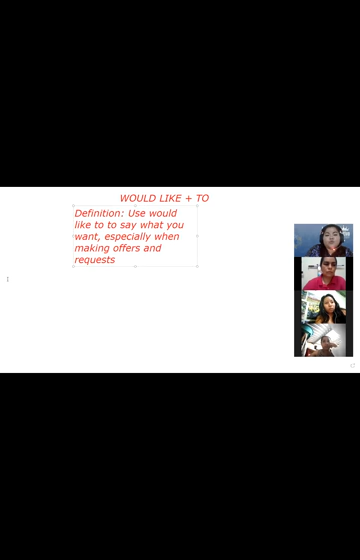 WOULD LIKE + TO
Definition: Use would
like to to say what you
want, especially when
making offers and
requests